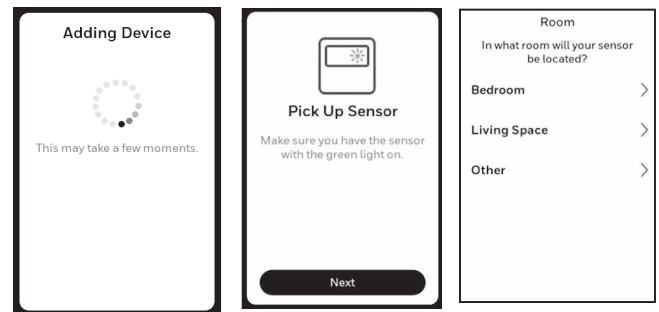 Adding Device
This may take a few moments.
Pick Up Sensor
Make sure you have the sensor
with the green light on.
Next
Room
In what room will your sensor
be located?
Bedroom
Living Space
Other